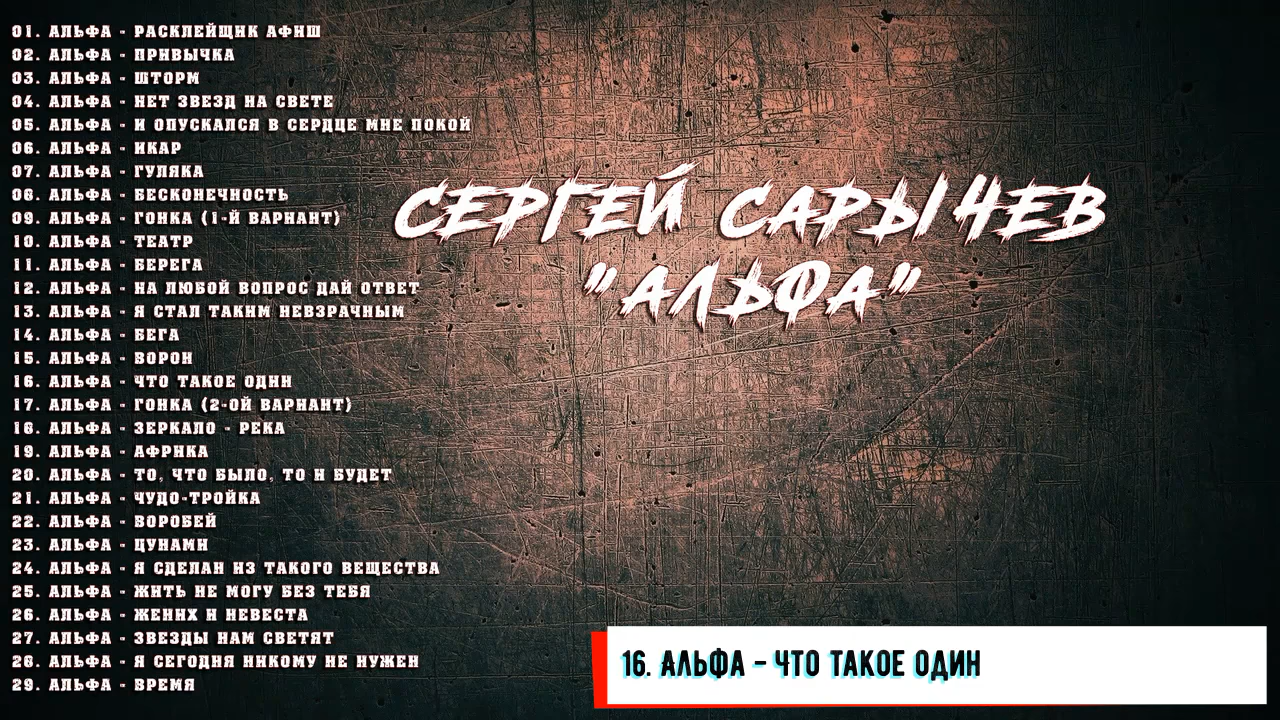 01. АЛЬФА - РАСКЛЕЙЩИК АФИШ
02. АЛЬФА - ПРИВЫЧКА
03. АЛЬФА - ШТОРМ
04. АЛЬФА - НЕТ ЗВЕЗД НА СВЕТЕ
05. АЛЬФА - И ОПУСКАЛСЯ В СЕРДЦЕ МНЕ ПОКОЙ
06. АЛЬФА - ИКАР
07. АЛЬФА - ГУЛЯКА
08. АЛЬФА - БЕСКОНЕЧНОСТЬ
09. АЛЬФА - ГОНКА (1-Й ВАРИАНТ)
10. АЛЬФА - ТЕАТР
11. АЛЬФА - БЕРЕГА
12. АЛЬФА - НА ЛЮБОЙ ВОПРОС ДАЙ ОТВЕТ
13. АЛЬФА - Я СТАЛ ТАКИМ НЕВЗРАЧНЫМ
14. АЛЬФА - БЕГА
15. АЛЬФА - ВОРОН
16. АЛЬФА - ЧТО ТАКОЕ ОДИН
17. АЛЬФА - ГОНКА (2-ОЙ ВАРИАНТ)
18. АЛЬФА - ЗЕРКАЛО - РЕКА
19. АЛЬФА - АФРИКА
20. АЛЬФА - ТО, ЧТО БЫЛО, ТО И БУДЕТ
21. АЛЬФА - ЧУДО-ТРОЙКА
22. АЛЬФА - ВОРОБЕЙ
23. АЛЬФА - ЦУНАМИ
24. АЛЬФА - Я СДЕЛАН ИЗ ТАКОГО ВЕЩЕСТВА
25. АЛЬФА - ЖИТЬ НЕ МОГУ БЕЗ ТЕБЯ
26. АЛЬФА - ЖЕНИХ И НЕВЕСТА
27. АЛЬФА - ЗВЕЗДЫ НАМ СВЕТЯТ
28. АЛЬФА - Я СЕГОДНЯ НИКОМУ НЕ НУЖЕН
29. АЛЬФА - ВРЕМЯ
СЕРГЕЙ САРЫЧЕВ
"АЛЬФА"
16. АЛЬФА - ЧТО ТАКОЕ ОДИН